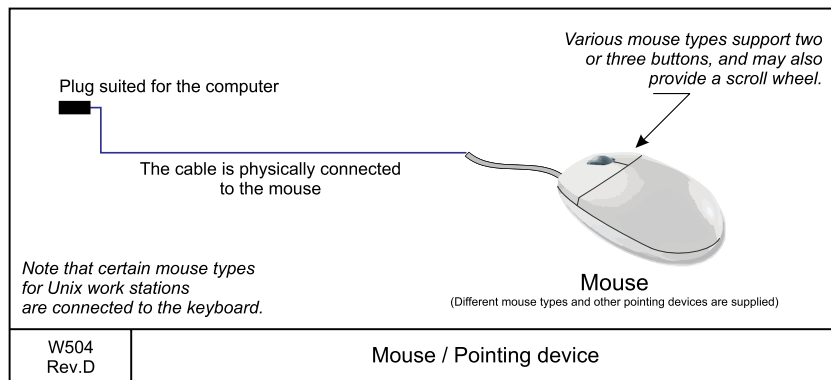 Various mouse types support two
or three buttons, and may also
provide a scroll wheel.
Plug suited for the computer
The cable is physically connected
to the mouse
Note that certain mouse types
for Unix work stations
are connected to the keyboard.
Mouse
(Different mouse types and other pointing devices are supplied)
W504
Rev.D
Mouse / Pointing device